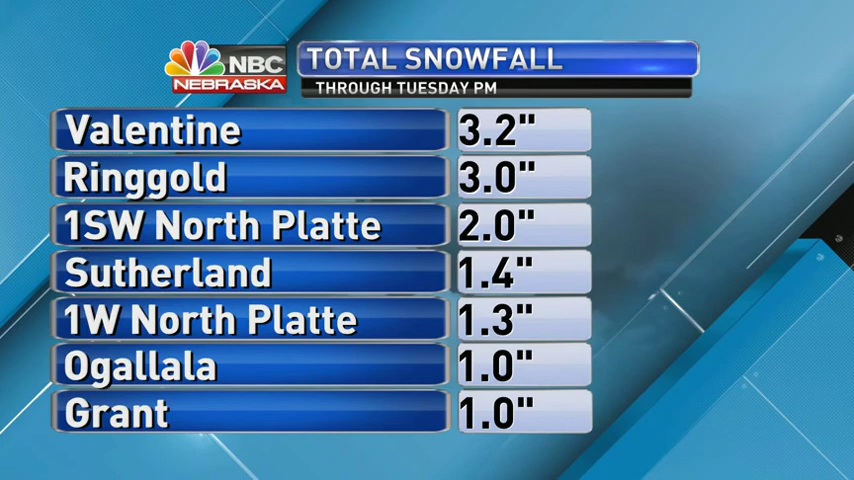 NBC
NEBRASKA
TOTAL SNOWFALL
THROUGH TUESDAY PM
Valentine 3.2"
Ringgold 3.0"
1SW North Platte 2.0"
Sutherland 1.4"
1W North Platte 1.3"
Ogallala 1.0"
Grant 1.0"